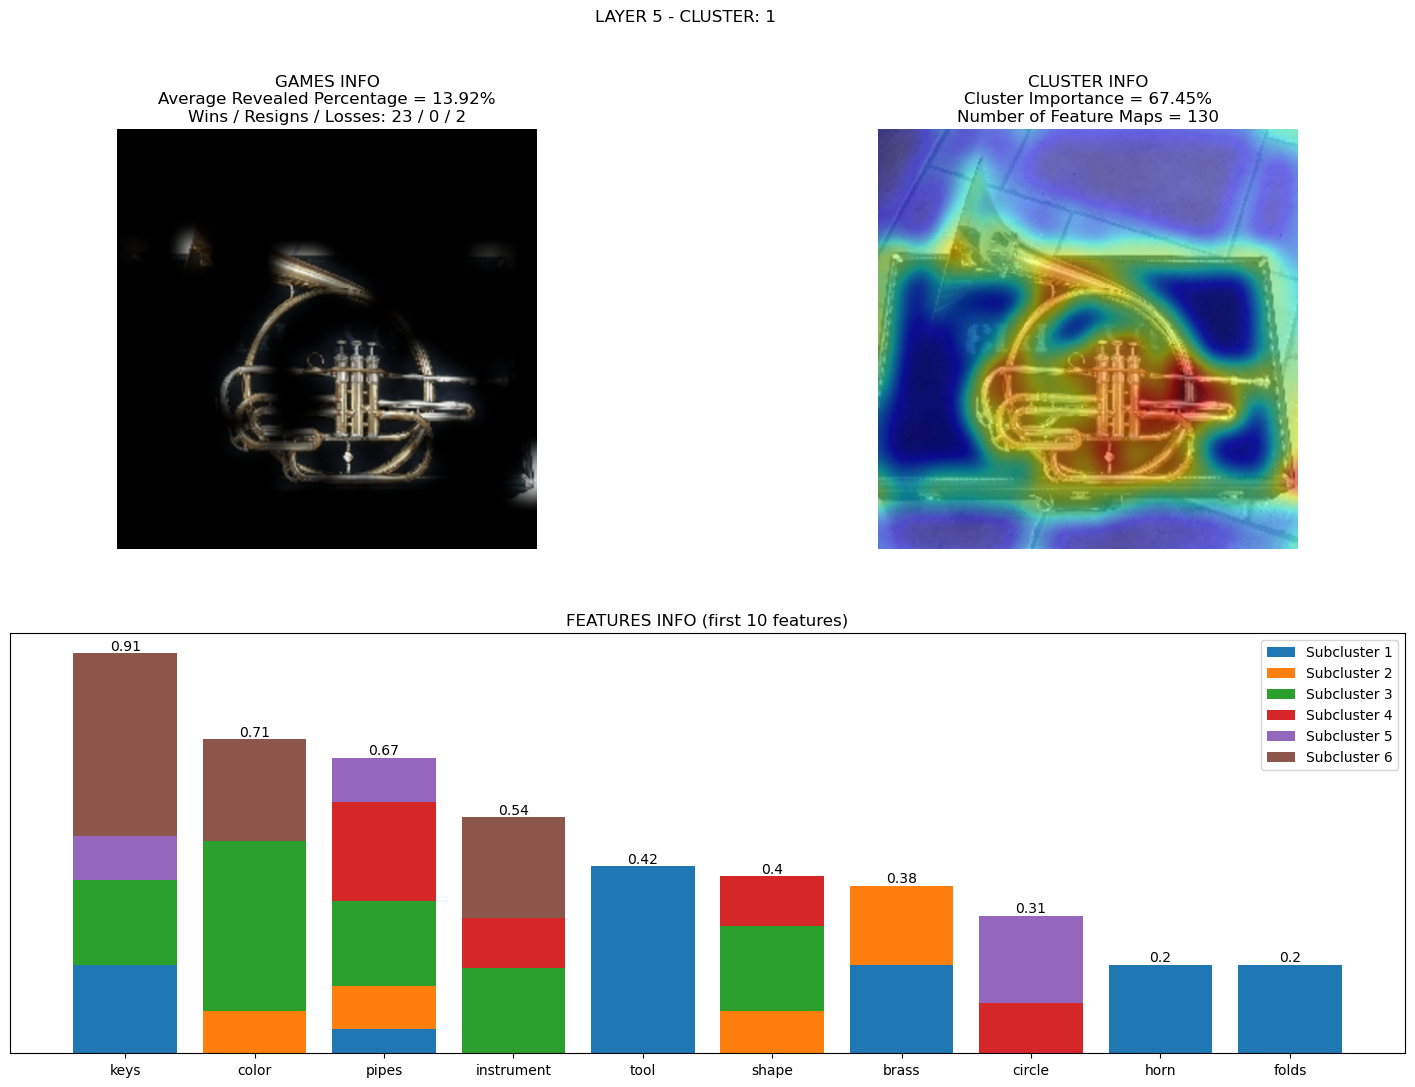 LAYER 5 - CLUSTER: 1
GAMES INFO
Average Revealed Percentage = 13.92%
Wins / Resigns / Losses: 23 / 0 / 2
CLUSTER INFO
Cluster Importance = 67.45%
Number of Feature Maps = 130
FEATURES INFO (first 10 features)
0.91
0.71
0.67
0.54
0.42
0.4
0.38
0.31
0.2
0.2
Subcluster 1
Subcluster 2
Subcluster 3
Subcluster 4
Subcluster 5
Subcluster 6
keys
color
pipes
instrument
tool
shape
brass
circle
horn
folds